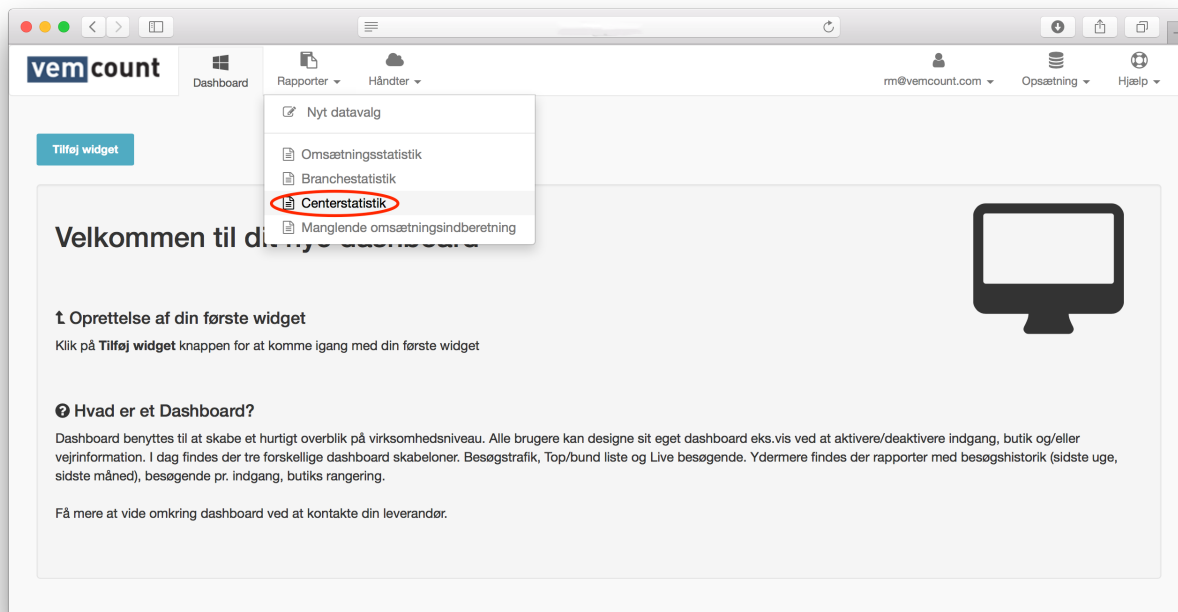 vemcount
Dashboard
Rapporter
Håndter
rm@vemcount.com
Opsætning
Hjælp
Nyt datavalg
Omsætningsstatistik
Branchestatistik
Centerstatistik
Manglende omsætningsindberetning
Tilføj widget
Velkommen til dit nye dashboard
Oprettelse af din første widget
Klik på Tilføj widget knappen for at komme igang med din første widget
Hvad er et Dashboard?
Dashboard benyttes til at skabe et hurtigt overblik på virksomhedsniveau. Alle brugere kan designe sit eget dashboard eks.vis ved at aktivere/deaktivere indgang, butik og/eller
vejrinformation. I dag findes der tre forskellige dashboard skabeloner. Besøgstrafik, Top/bund liste og Live besøgende. Ydermere findes der rapporter med besøgshistorik (sidste uge,
sidste måned), besøgende pr. indgang, butiks rangering.
Få mere at vide omkring dashboard ved at kontakte din leverandør.